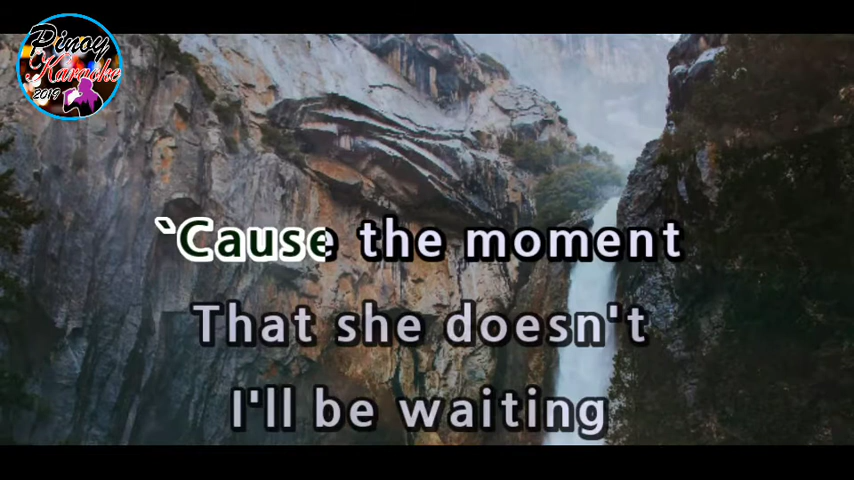 Pinoy
Karaoke
2019
`Cause the moment
That she doesn't
I'll be waiting